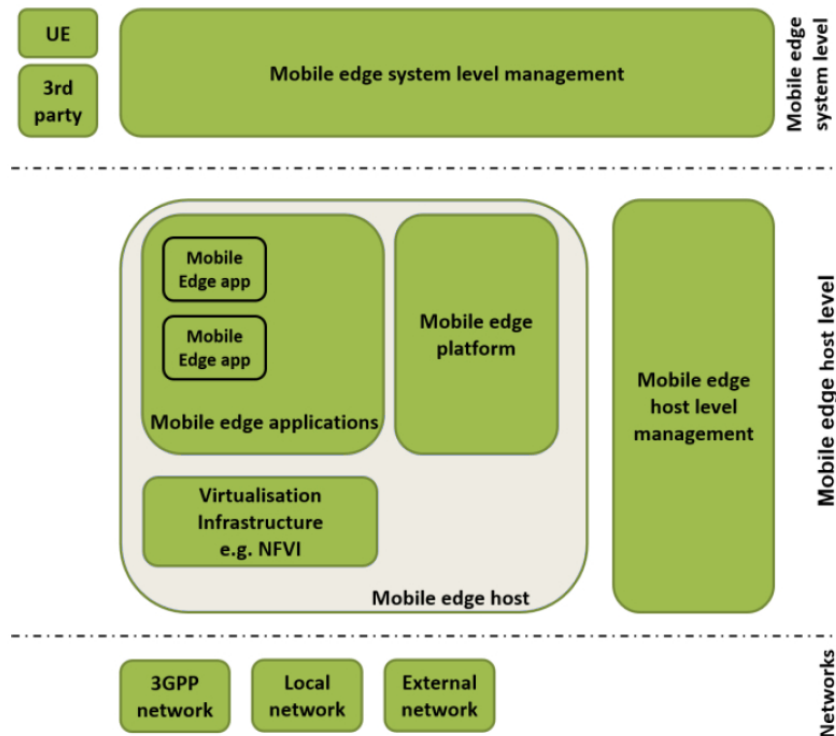 UE
3rd
party
Mobile edge system level management
Mobile edge
system level
Mobile
Edge app
Mobile
Edge app
Mobile edge applications
Mobile edge
platform
Virtualisation
Infrastructure
e.g. NFVI
Mobile edge host
Mobile edge
host level
management
Mobile edge host level
3GPP
network
Local
network
External
network
Networks